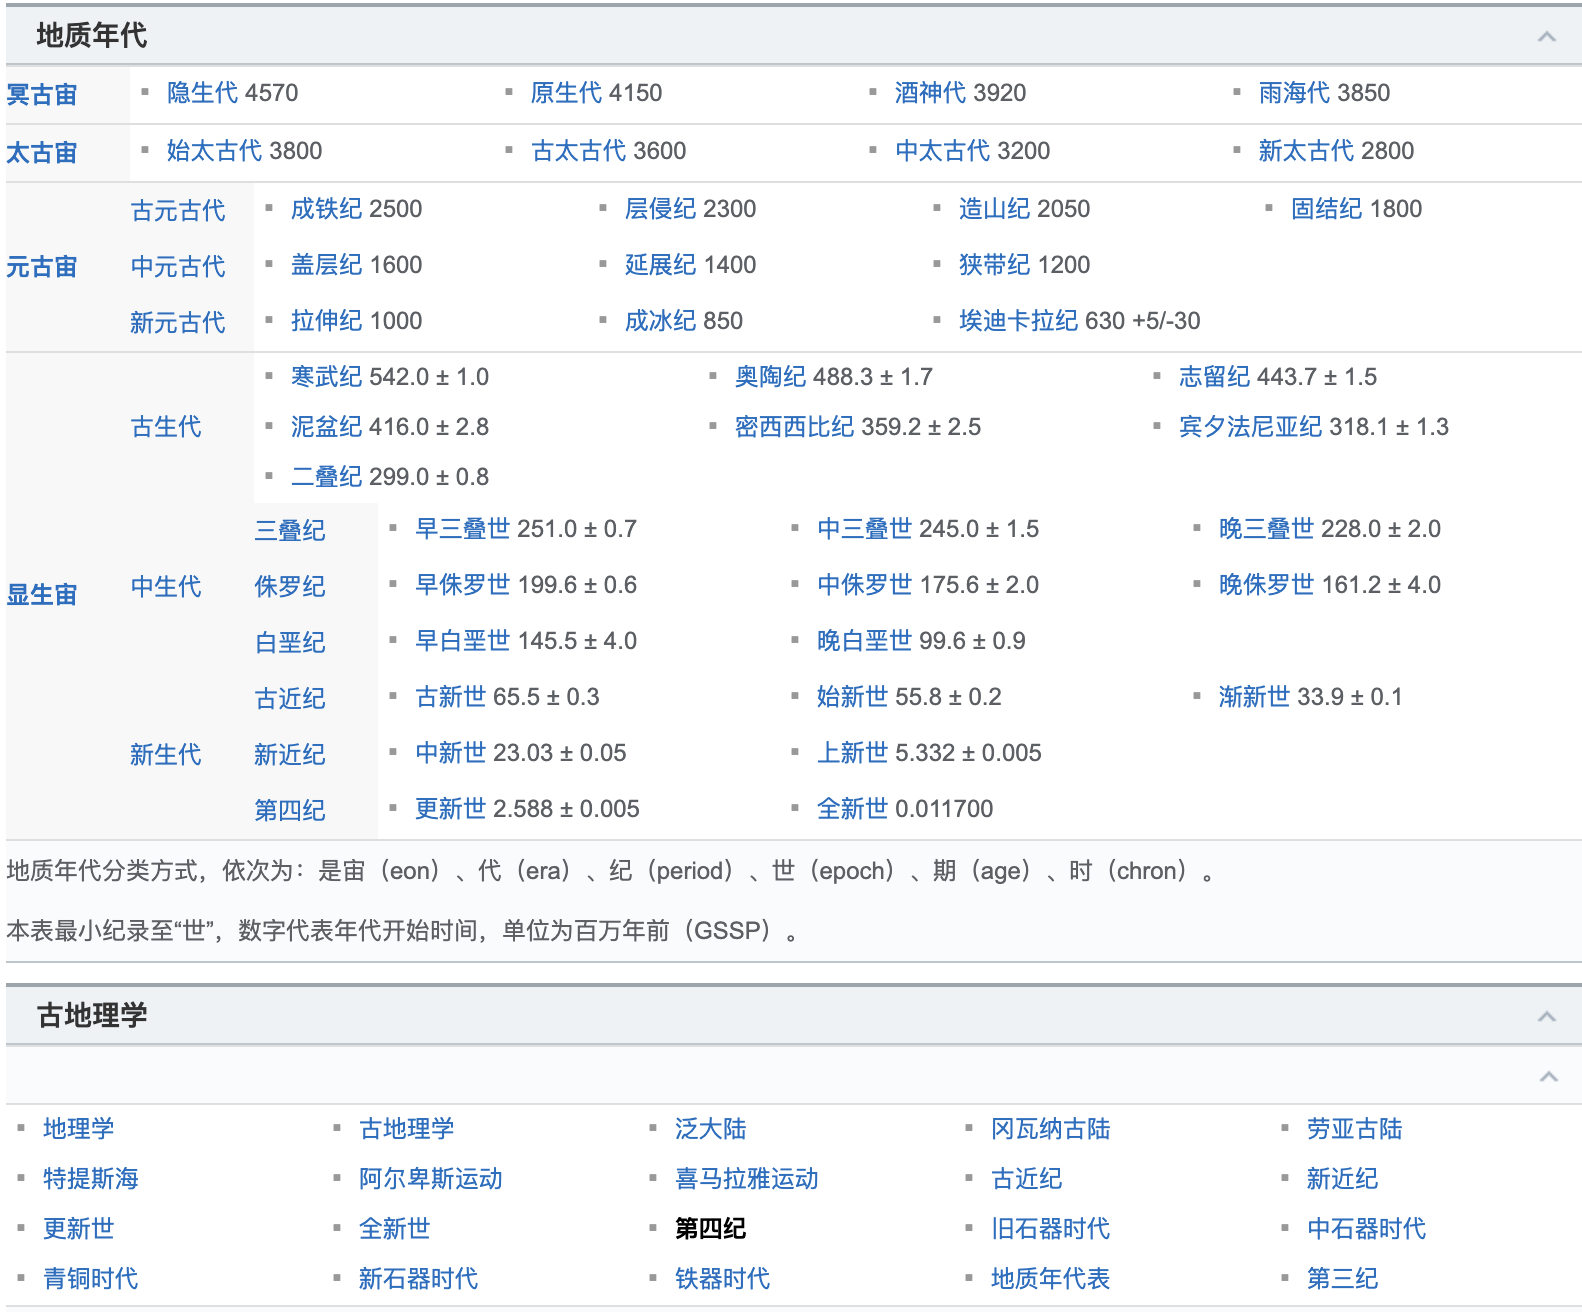 地质年代
冥古宙 隐生代 4570 原生代 4150 酒神代 3920 雨海代 3850
太古宙 始太古代 3800 古太古代 3600 中太古代 3200 新太古代 2800
古元古代 成铁纪 2500 层侵纪 2300 造山纪 2050 固结纪 1800
元古宙 中元古代 盖层纪 1600 延展纪 1400 狭带纪 1200
新元古代 拉伸纪 1000 成冰纪 850 埃迪卡拉纪 630 +5/-30
寒武纪 542.0 ± 1.0 奥陶纪 488.3 ± 1.7 志留纪 443.7 ± 1.5
古生代 泥盆纪 416.0 ± 2.8 密西西比纪 359.2 ± 2.5 宾夕法尼亚纪 318.1 ± 1.3
二叠纪 299.0 ± 0.8
三叠纪 早三叠世 251.0 ± 0.7 中三叠世 245.0 ± 1.5 晚三叠世 228.0 ± 2.0
显生宙 中生代 侏罗纪 早侏罗世 199.6 ± 0.6 中侏罗世 175.6 ± 2.0 晚侏罗世 161.2 ± 4.0
白垩纪 早白垩世 145.5 ± 4.0 晚白垩世 99.6 ± 0.9
古近纪 古新世 65.5 ± 0.3 始新世 55.8 ± 0.2 渐新世 33.9 ± 0.1
新生代 新近纪 中新世 23.03 ± 0.05 上新世 5.332 ± 0.005
第四纪 更新世 2.588 ± 0.005 全新世 0.011700
地质年代分类方式，依次为：是宙（eon）、代（era）、纪（period）、世（epoch）、期（age）、时（chron）。
本表最小纪录至“世”，数字代表年代开始时间，单位为百万年前（GSSP）。
古地理学
地理学 古地理学 泛大陆 冈瓦纳古陆 劳亚古陆
特提斯海 阿尔卑斯运动 喜马拉雅运动 古近纪 新近纪
更新世 全新世 第四纪 旧石器时代 中石器时代
青铜时代 新石器时代 铁器时代 地质年代表 第三纪